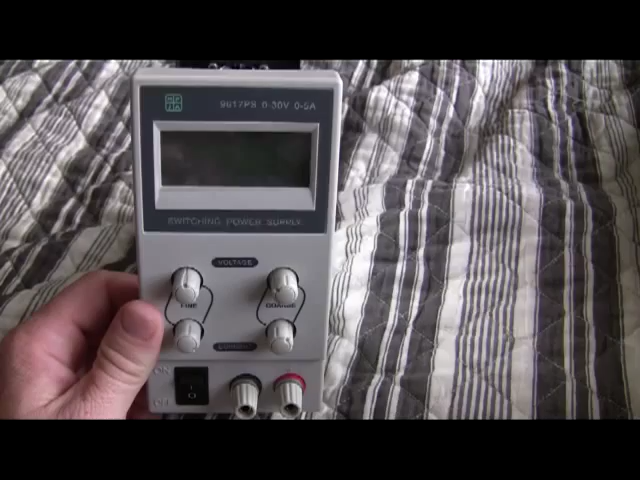 9617PS 0-30V 0-5A
SWITCHING POWER SUPPLY
VOLTAGE
FINE COARSE
CURRENT
ON
OFF